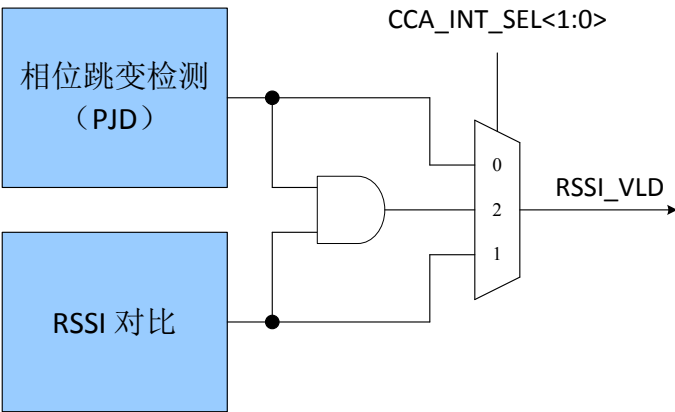 CCA_INT_SEL<1:0>
相位跳变检测
（PJD）
0
2
1
RSSI_VLD
RSSI 对比